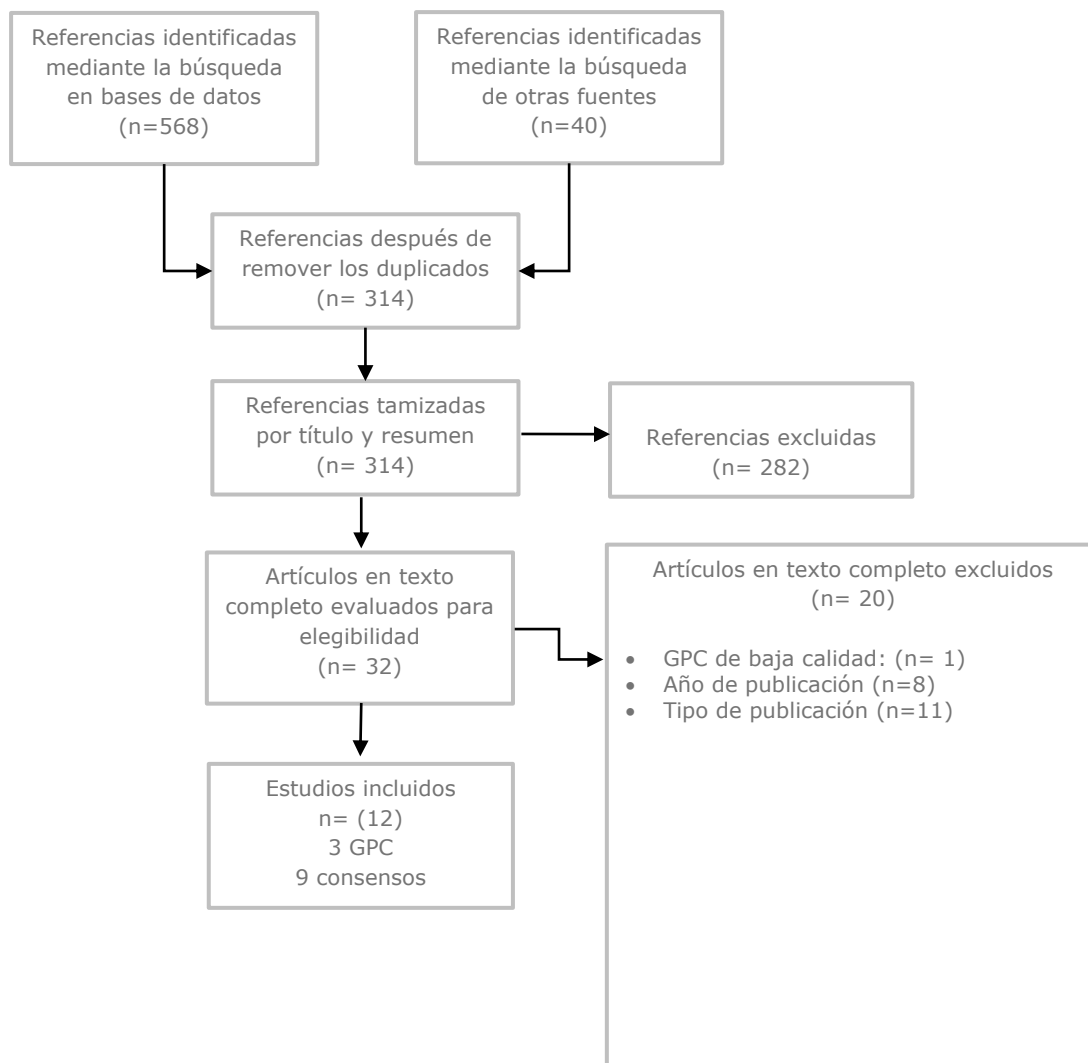 Referencias identificadas
mediante la búsqueda
en bases de datos
(n=568)
Referencias identificadas
mediante la búsqueda
de otras fuentes
(n=40)
Referencias después de
remover los duplicados
(n= 314)
Referencias tamizadas
por título y resumen
(n= 314)
Referencias excluidas
(n= 282)
Artículos en texto
completo evaluados para
elegibilidad
(n= 32)
Artículos en texto completo excluidos
(n= 20)
• GPC de baja calidad: (n= 1)
• Año de publicación (n=8)
• Tipo de publicación (n=11)
Estudios incluidos
n= (12)
3 GPC
9 consensos